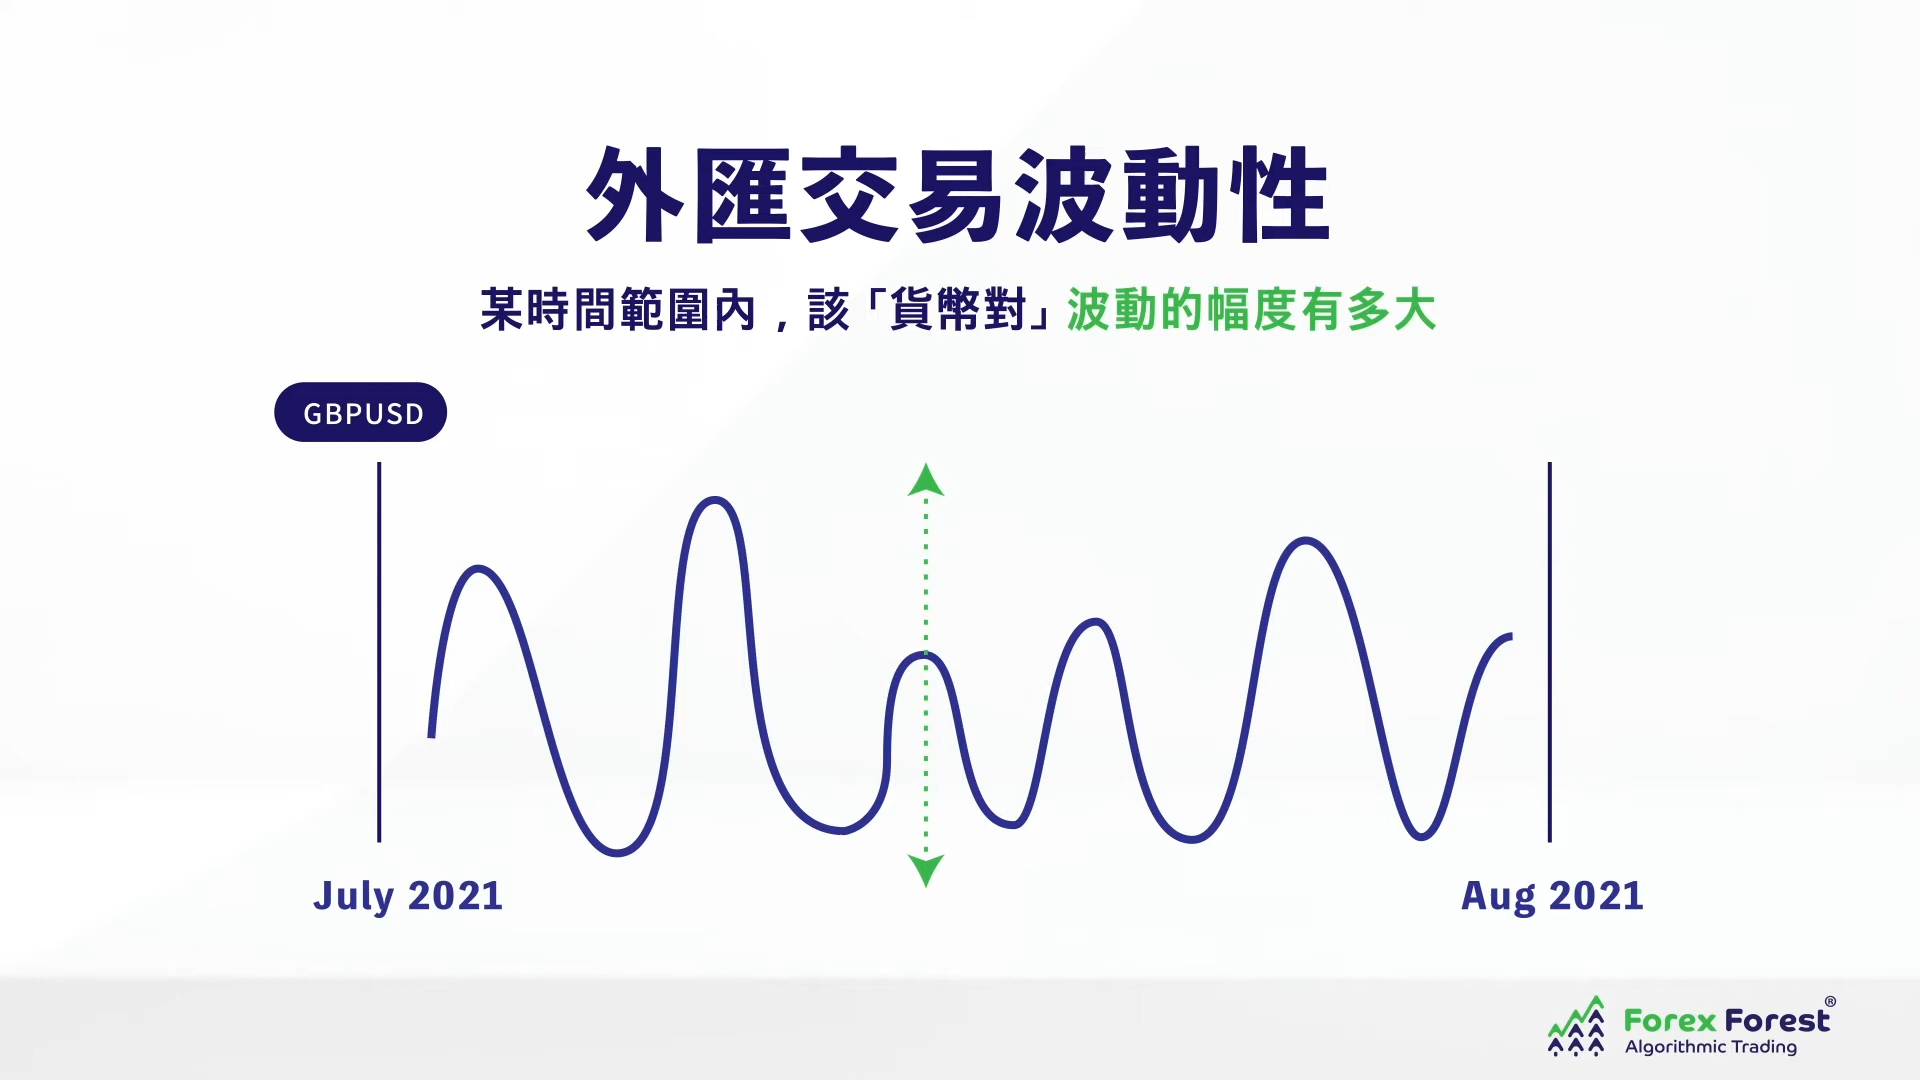 外匯交易波動性
某時間範圍內，該「貨幣對」波動的幅度有多大
GBPUSD
July 2021
Aug 2021
Forex Forest®
Algorithmic Trading